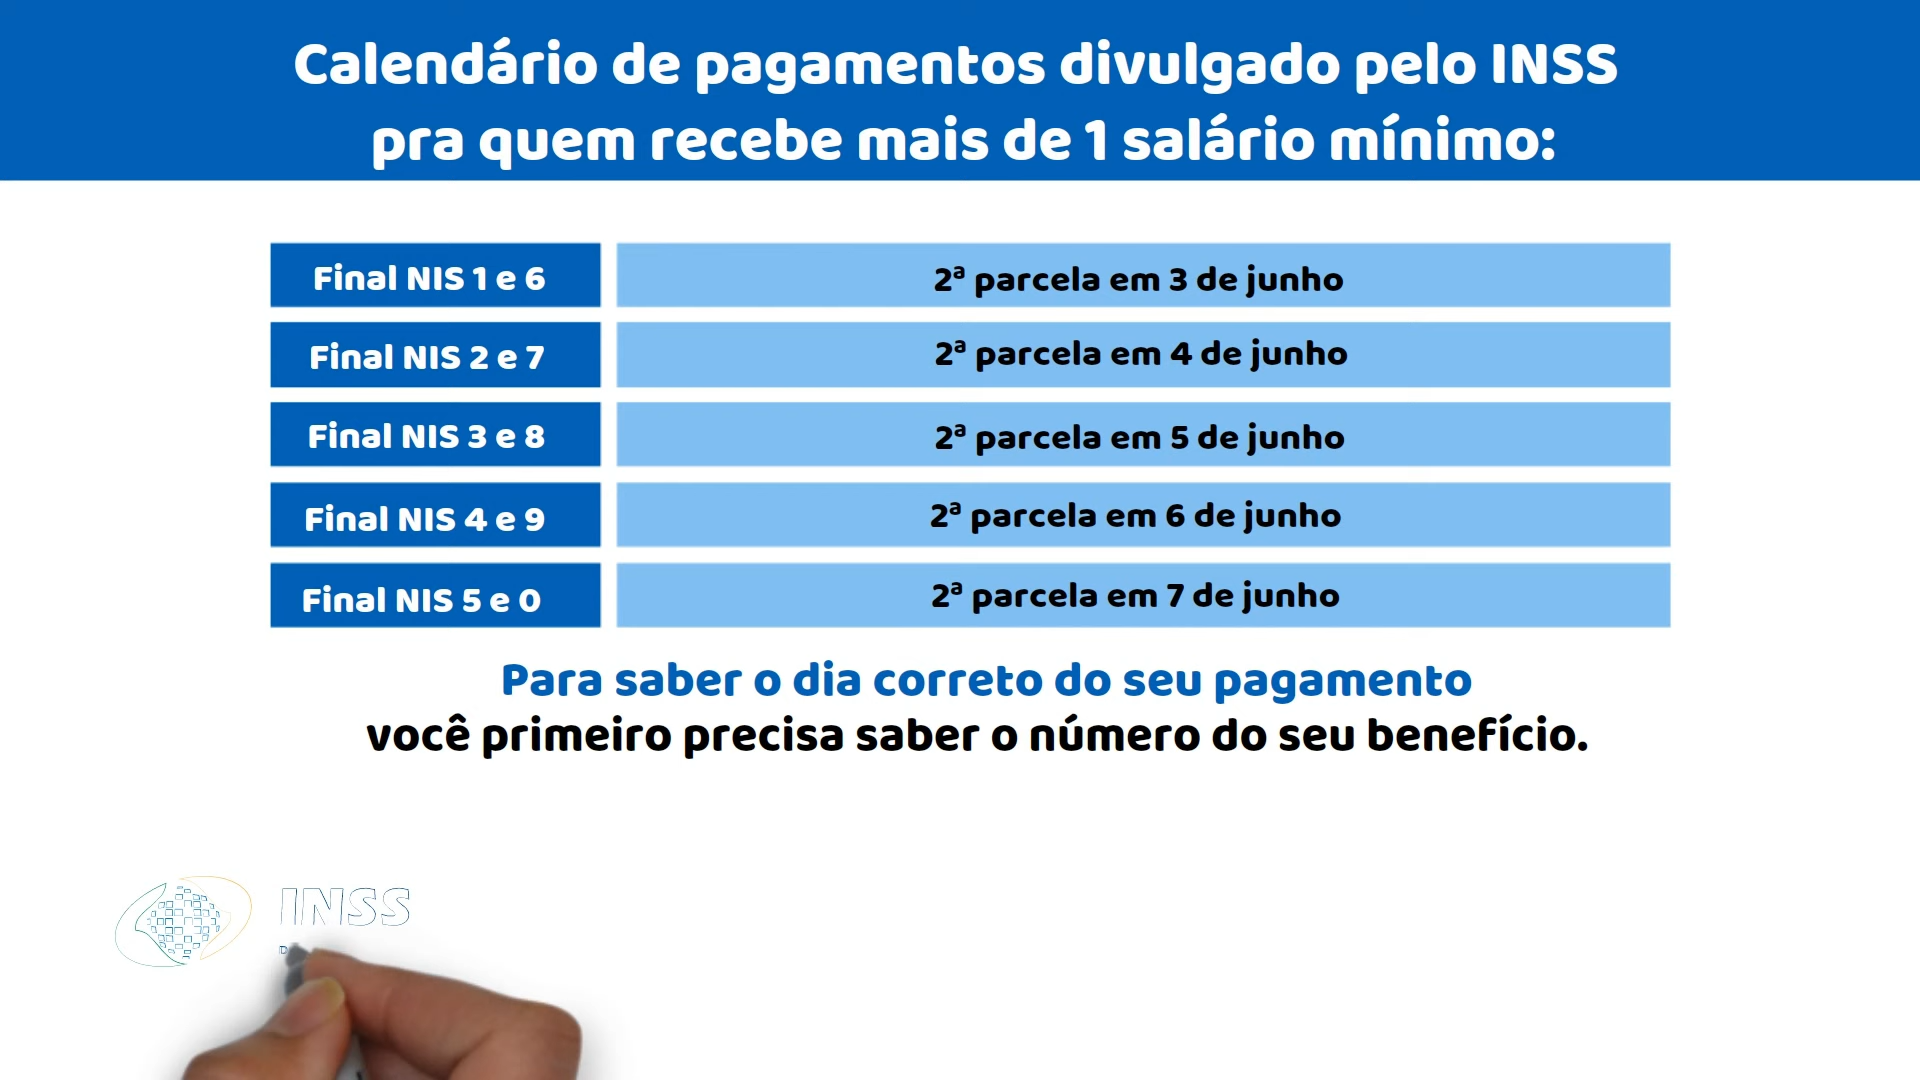 Calendário de pagamentos divulgado pelo INSS
pra quem recebe mais de 1 salário mínimo:
Final NIS 1 e 6
2ª parcela em 3 de junho
Final NIS 2 e 7
2ª parcela em 4 de junho
Final NIS 3 e 8
2ª parcela em 5 de junho
Final NIS 4 e 9
2ª parcela em 6 de junho
Final NIS 5 e 0
2ª parcela em 7 de junho
Para saber o dia correto do seu pagamento
você primeiro precisa saber o número do seu benefício.
INSS